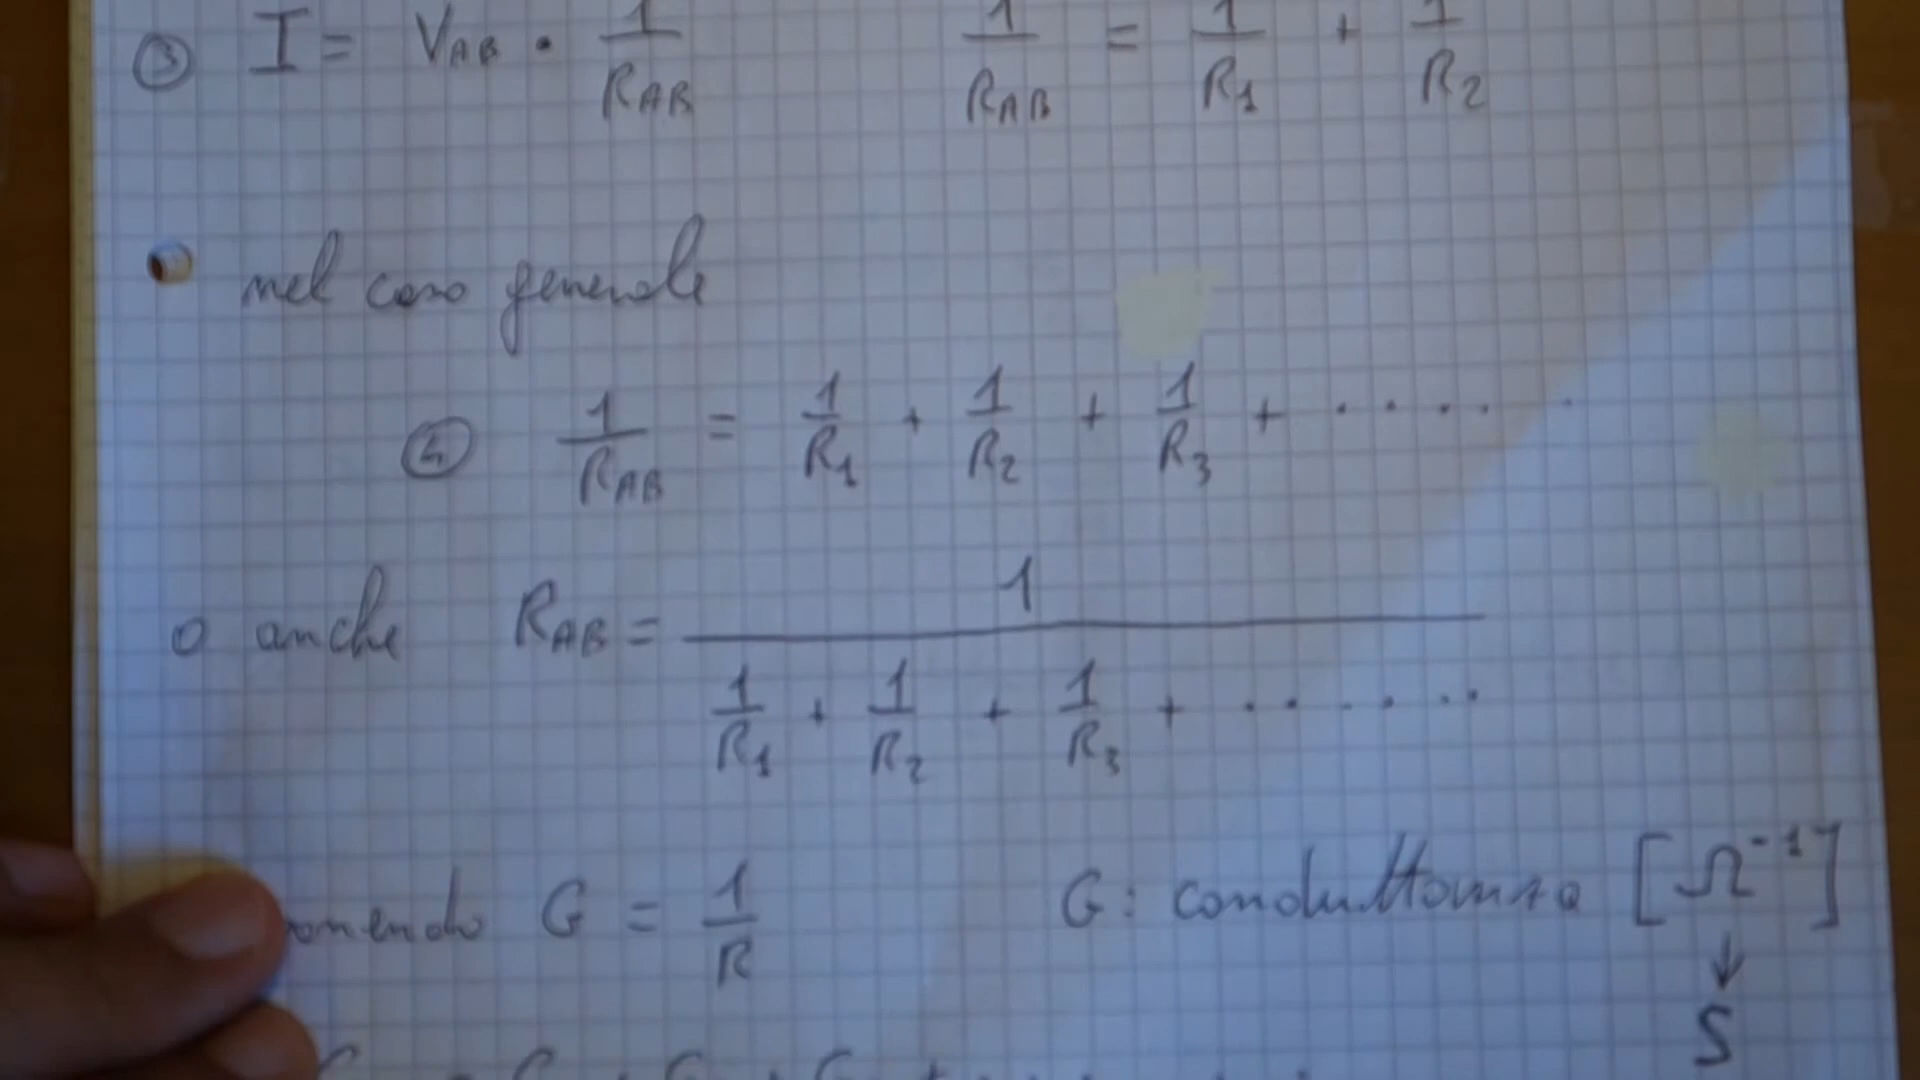 ③ I = V_AB · 1/R_AB    1/R_AB = 1/R_1 + 1/R_2
nel caso generale
④ 1/R_AB = 1/R_1 + 1/R_2 + 1/R_3 + ......
o anche R_AB = 1/(1/R_1 + 1/R_2 + 1/R_3 + ......)
G = 1/R    G: conduttanza [Ω^-1]
↓
S